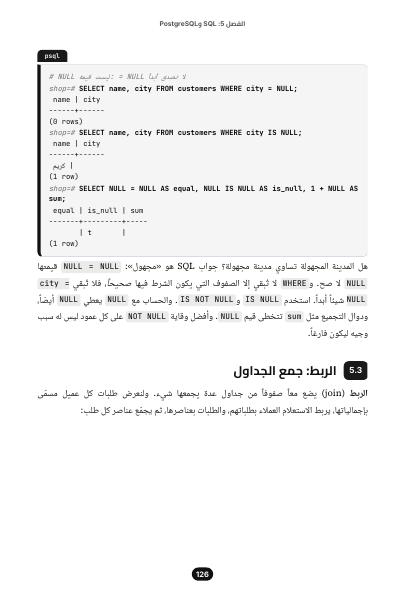 الفصل 5: SQL وPostgreSQL
psql
# NULL ليست قيمة: = NULL لا تصدق أبداً
shop=# SELECT name, city FROM customers WHERE city = NULL;
name | city
------+------
(0 rows)
shop=# SELECT name, city FROM customers WHERE city IS NULL;
name | city
------+------
كريم |
(1 row)
shop=# SELECT NULL = NULL AS equal, NULL IS NULL AS is_null, 1 + NULL AS
sum;
equal | is_null | sum
-------+---------+-----
| t |
(1 row)
هل المدينة المجهولة تساوي مدينة مجهولة؟ جواب SQL هو «مجهول»: NULL = NULL قيمتها
NULL لا صح. وWHERE لا تُبقي إلا الصفوف التي يكون الشرط فيها صحيحاً، فلا تُبقي city =
NULL شيئاً أبداً. استخدم IS NULL وIS NOT NULL. والحساب مع NULL يعطي NULL أيضاً،
ودوال التجميع مثل sum تتخطى قيم NULL. وأفضل وقاية NOT NULL على كل عمود ليس له سبب
وجيه ليكون فارغاً.
5.3 الربط: جمع الجداول
الربط (join) يضع معاً صفوفاً من جداول عدة يجمعها شيء. ولنعرض طلبات كل عميل مسمّى
بإجمالياتها، يربط الاستعلام العملاء بطلباتهم، والطلبات بعناصرها، ثم يجمّع عناصر كل طلب:
126